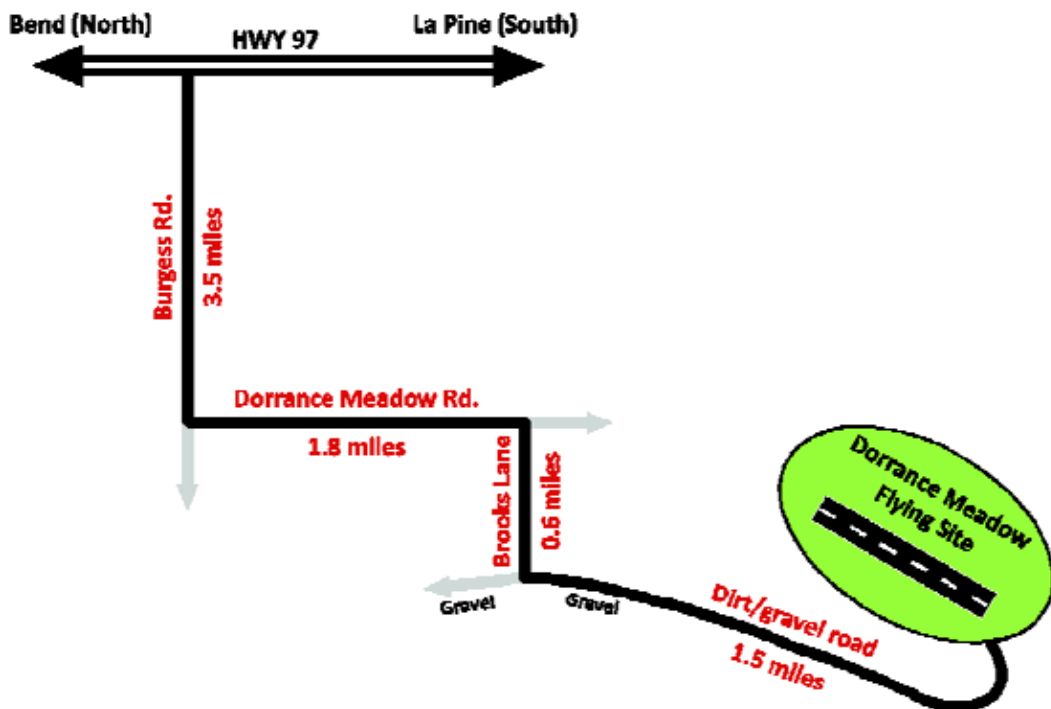 Bend (North)
La Pine (South)
HWY 97
Burgess Rd.
3.5 miles
Dorrance Meadow Rd.
1.8 miles
Brooks Lane
0.6 miles
Gravel
Gravel
Dirt/gravel road
1.5 miles
Dorrance Meadow
Flying Site